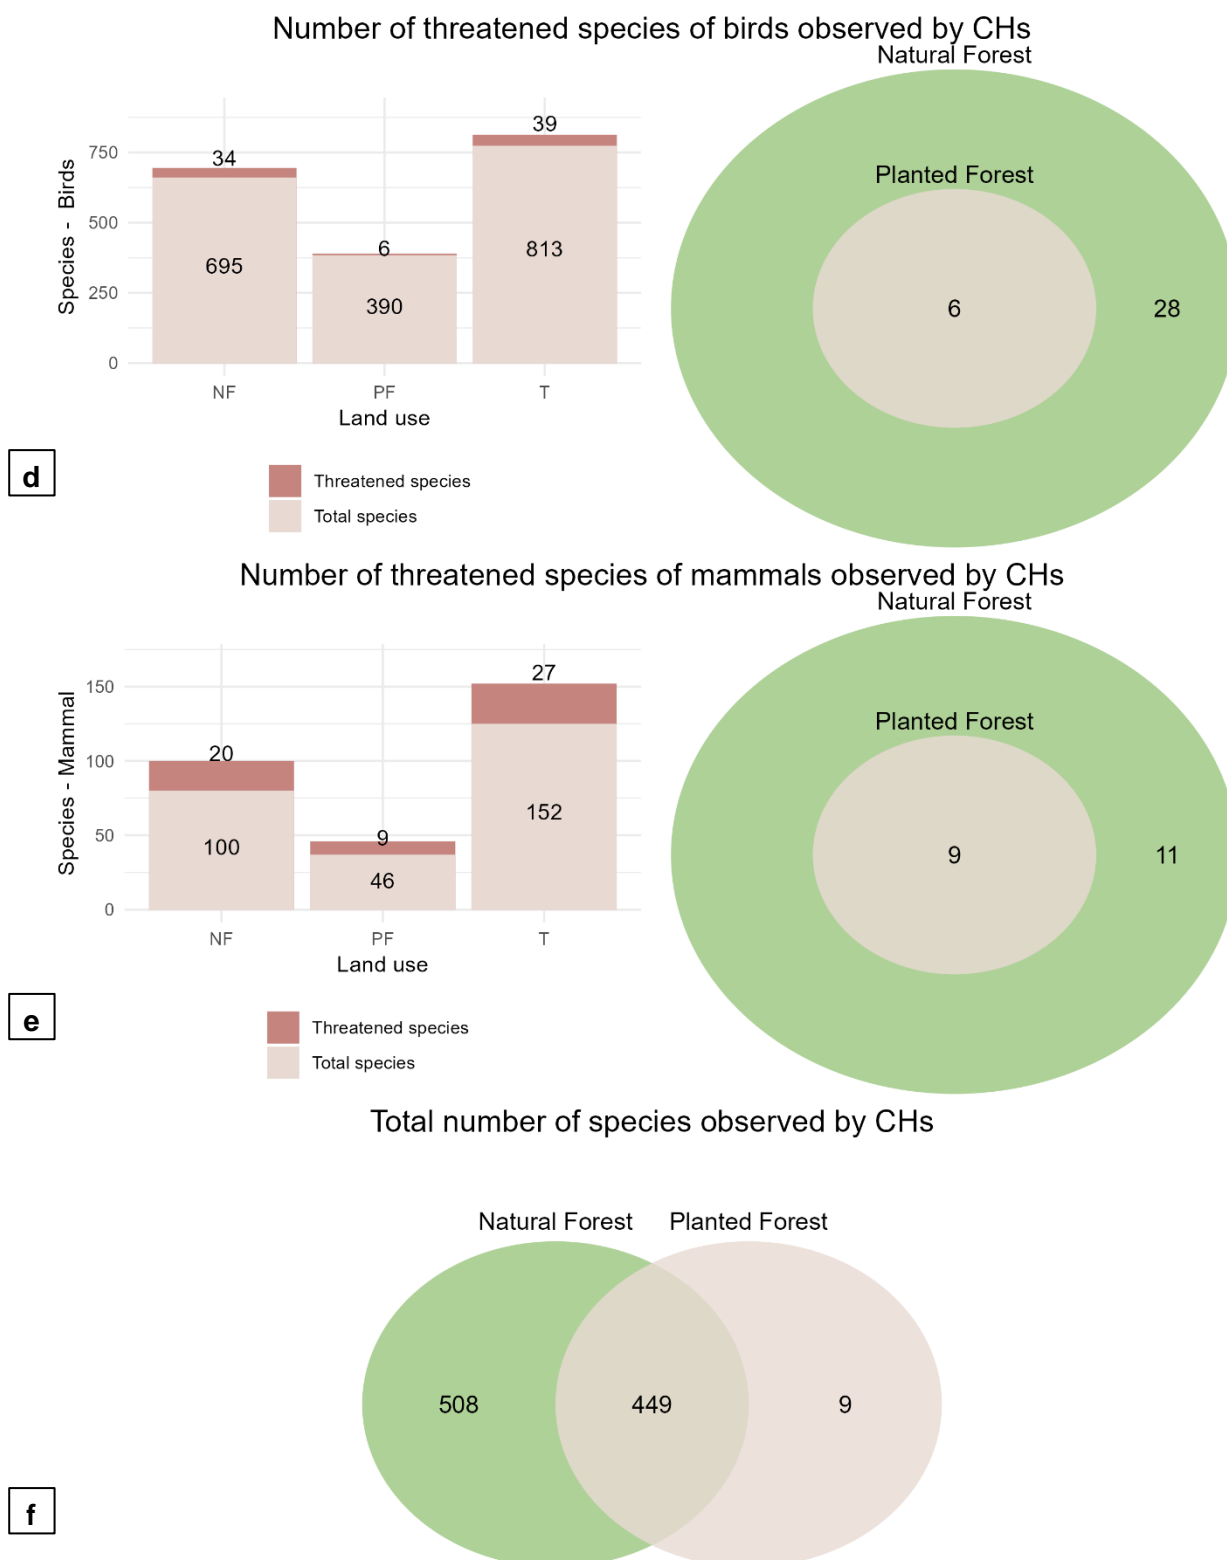 Number of threatened species of birds observed by CHs
Natural Forest
Planted Forest
6
28
Species -  Birds
750
500
250
0
34
695
6
390
39
813
NF
PF
T
Land use
d
Threatened species
Total species
Number of threatened species of mammals observed by CHs
Natural Forest
Planted Forest
9
11
Species - Mammal
150
100
50
0
20
100
9
46
27
152
NF
PF
T
Land use
e
Threatened species
Total species
Total number of species observed by CHs
Natural Forest
Planted Forest
508
449
9
f